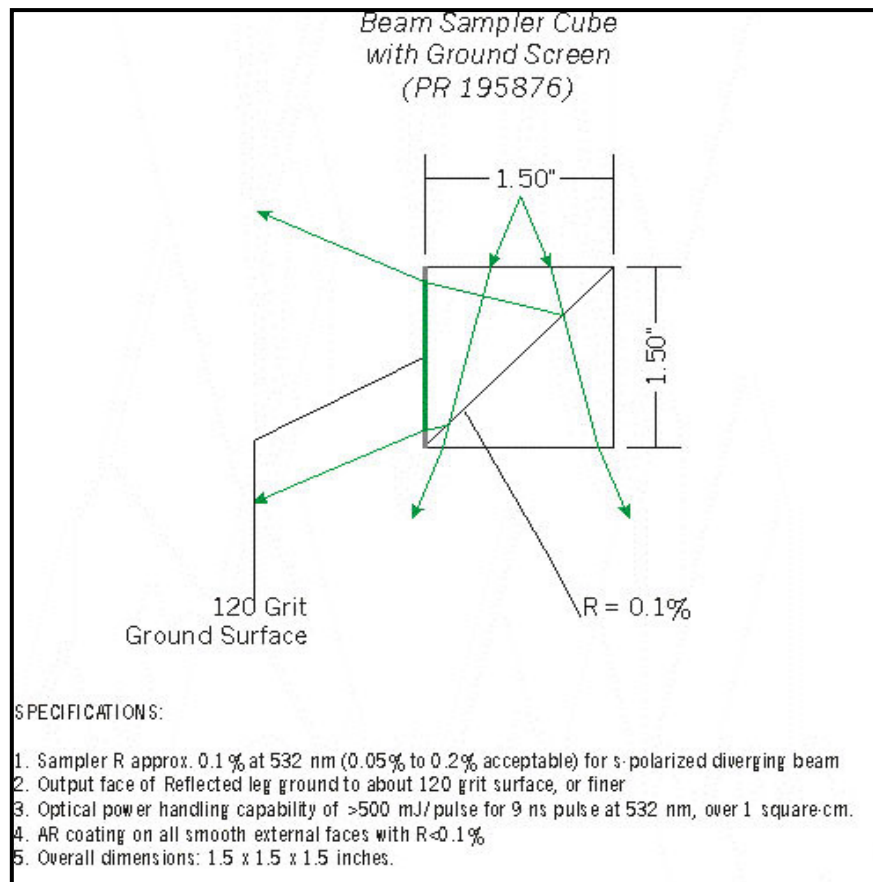 Beam Sampler Cube
with Ground Screen
(PR 195876)
1.50"
1.50"
120 Grit
Ground Surface
R = 0.1%
SPECIFICATIONS:
1. Sampler R approx. 0.1% at 532 nm (0.05% to 0.2% acceptable) for s-polarized diverging beam
2. Output face of Reflected leg ground to about 120 grit surface, or finer
3. Optical power handling capability of >500 mJ/pulse for 9 ns pulse at 532 nm, over 1 square-cm.
4. AR coating on all smooth external faces with R<0.1%
5. Overall dimensions: 1.5 x 1.5 x 1.5 inches.